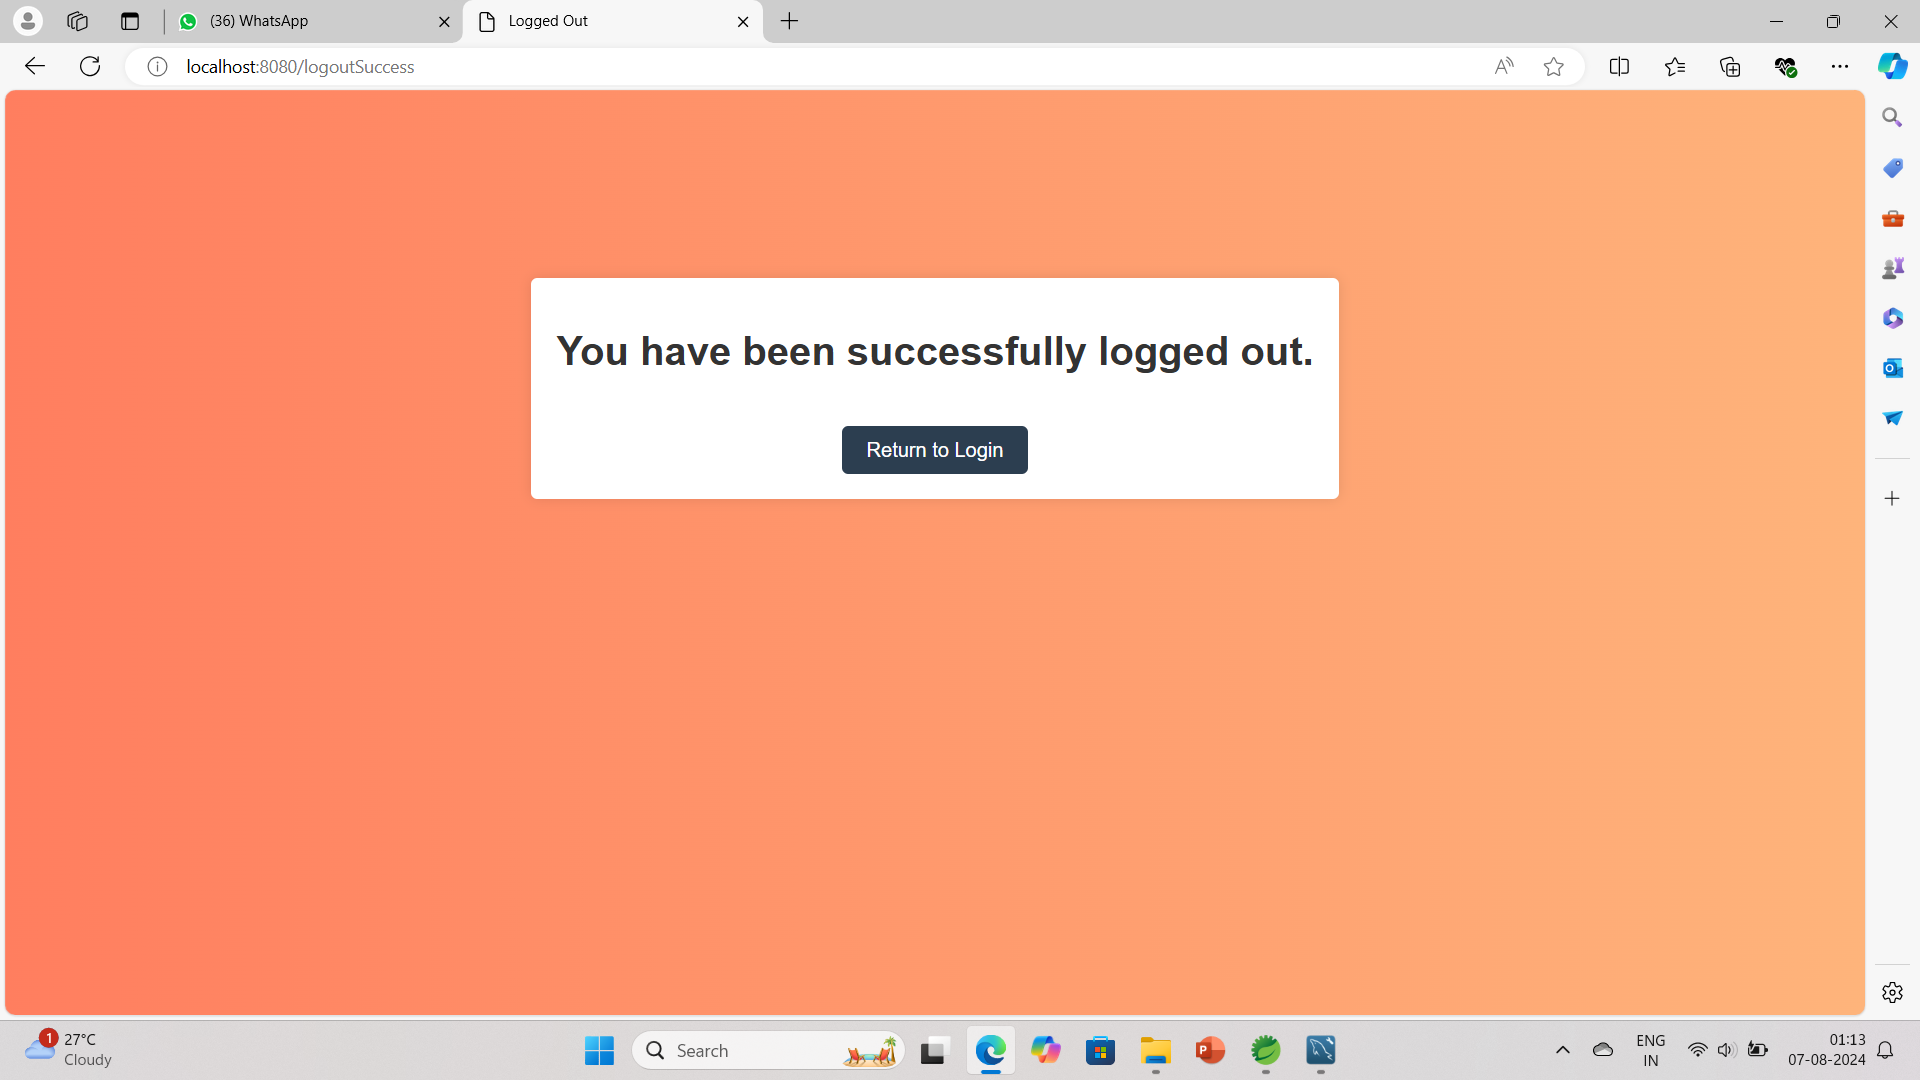 (36) WhatsApp
Logged Out
localhost:8080/logoutSuccess
You have been successfully logged out.
Return to Login
1
27°C
Cloudy
Search
ENG
IN
01:13
07-08-2024